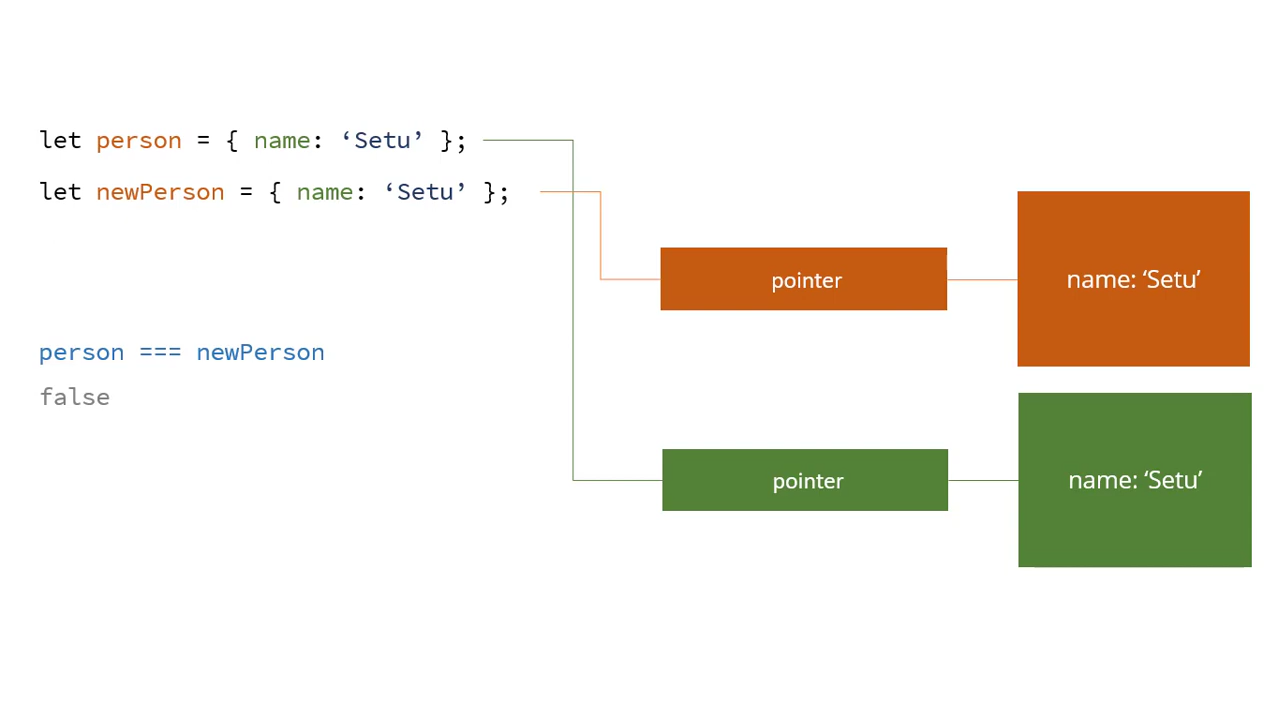 let person = { name: ‘Setu’ };
let newPerson = { name: ‘Setu’ };
pointer
name: ‘Setu’
person === newPerson
false
pointer
name: ‘Setu’